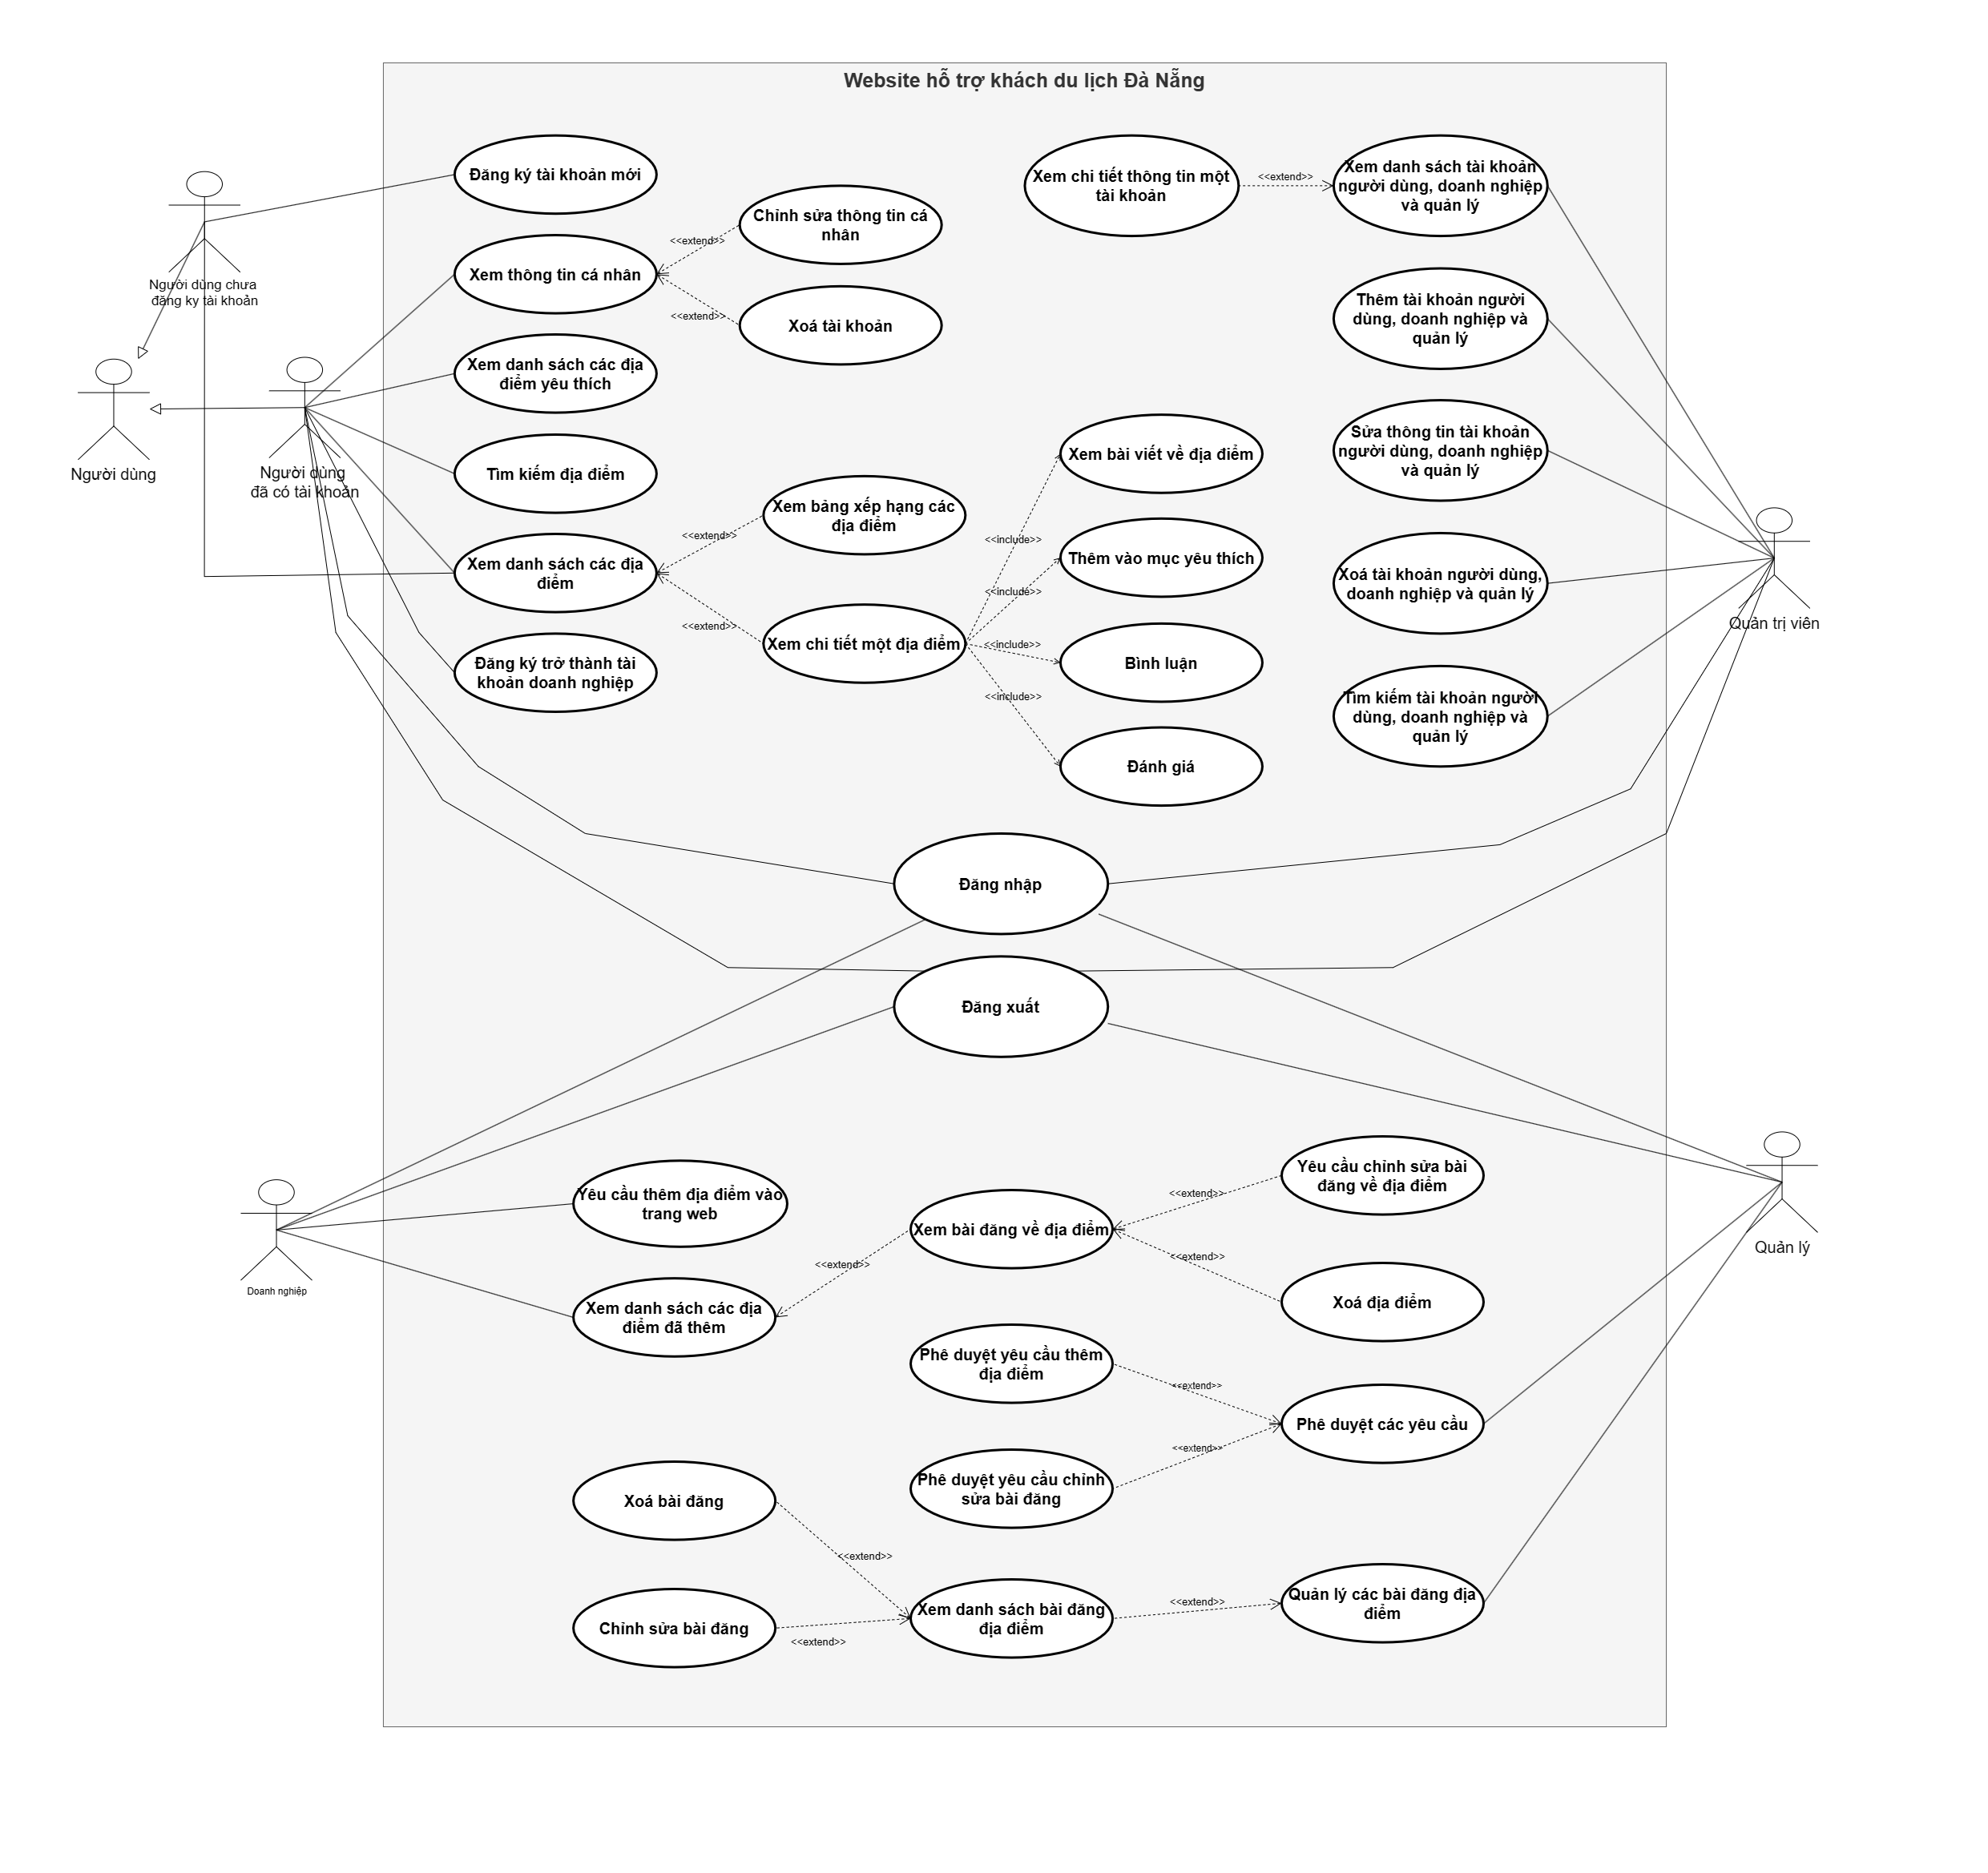 Website hỗ trợ khách du lịch Đà Nẵng
Đăng ký tài khoản mới
Xem chi tiết thông tin một
tài khoản
<<extend>>
Xem danh sách tài khoản
người dùng, doanh nghiệp
và quản lý
Chỉnh sửa thông tin cá
nhân
<<extend>>
Xem thông tin cá nhân
Người dùng chưa
đăng ky tài khoản
<<extend>>
Xoá tài khoản
Thêm tài khoản người
dùng, doanh nghiệp và
quản lý
Xem danh sách các địa
điểm yêu thích
Người dùng
Người dùng
đã có tài khoản
Tìm kiếm địa điểm
Xem bài viết về địa điểm
Sửa thông tin tài khoản
người dùng, doanh nghiệp
và quản lý
Xem bảng xếp hạng các
địa điểm
<<extend>>
<<include>>
Thêm vào mục yêu thích
Xem danh sách các địa
điểm
<<include>>
Xoá tài khoản người dùng,
doanh nghiệp và quản lý
Quản trị viên
<<extend>>
Xem chi tiết một địa điểm
<<include>>
Bình luận
Đăng ký trở thành tài
khoản doanh nghiệp
<<include>>
Tìm kiếm tài khoản người
dùng, doanh nghiệp và
quản lý
Đánh giá
Đăng nhập
Đăng xuất
Yêu cầu thêm địa điểm vào
trang web
Xem bài đăng về địa điểm
<<extend>>
Yêu cầu chỉnh sửa bài
đăng về địa điểm
Quản lý
Doanh nghiệp
<<extend>>
<<extend>>
Xoá địa điểm
Xem danh sách các địa
điểm đã thêm
Phê duyệt yêu cầu thêm
địa điểm
<<extend>>
Phê duyệt các yêu cầu
<<extend>>
Phê duyệt yêu cầu chỉnh
sửa bài đăng
Xoá bài đăng
<<extend>>
Xem danh sách bài đăng
địa điểm
<<extend>>
Quản lý các bài đăng địa
điểm
Chỉnh sửa bài đăng
<<extend>>